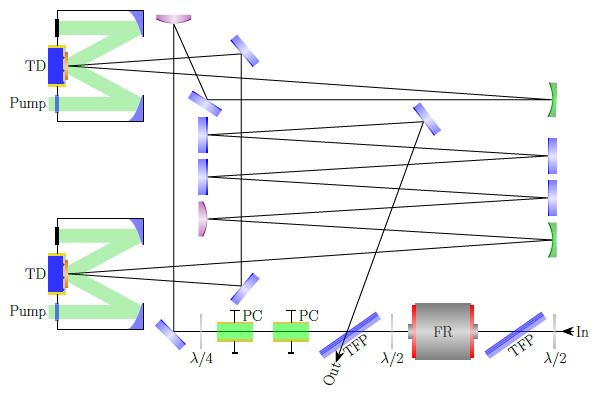 TD
Pump
TD
Pump
PC
PC
FR
In
λ/4
Out
TFP
λ/2
TFP
λ/2